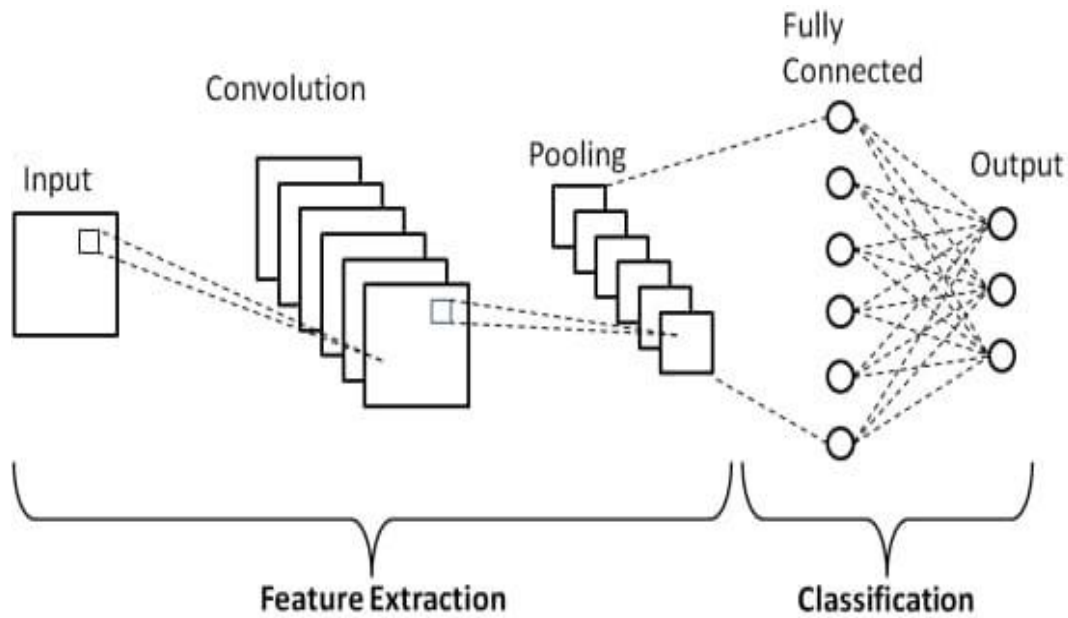 Input
Convolution
Pooling
Fully
Connected
Output
Feature Extraction
Classification